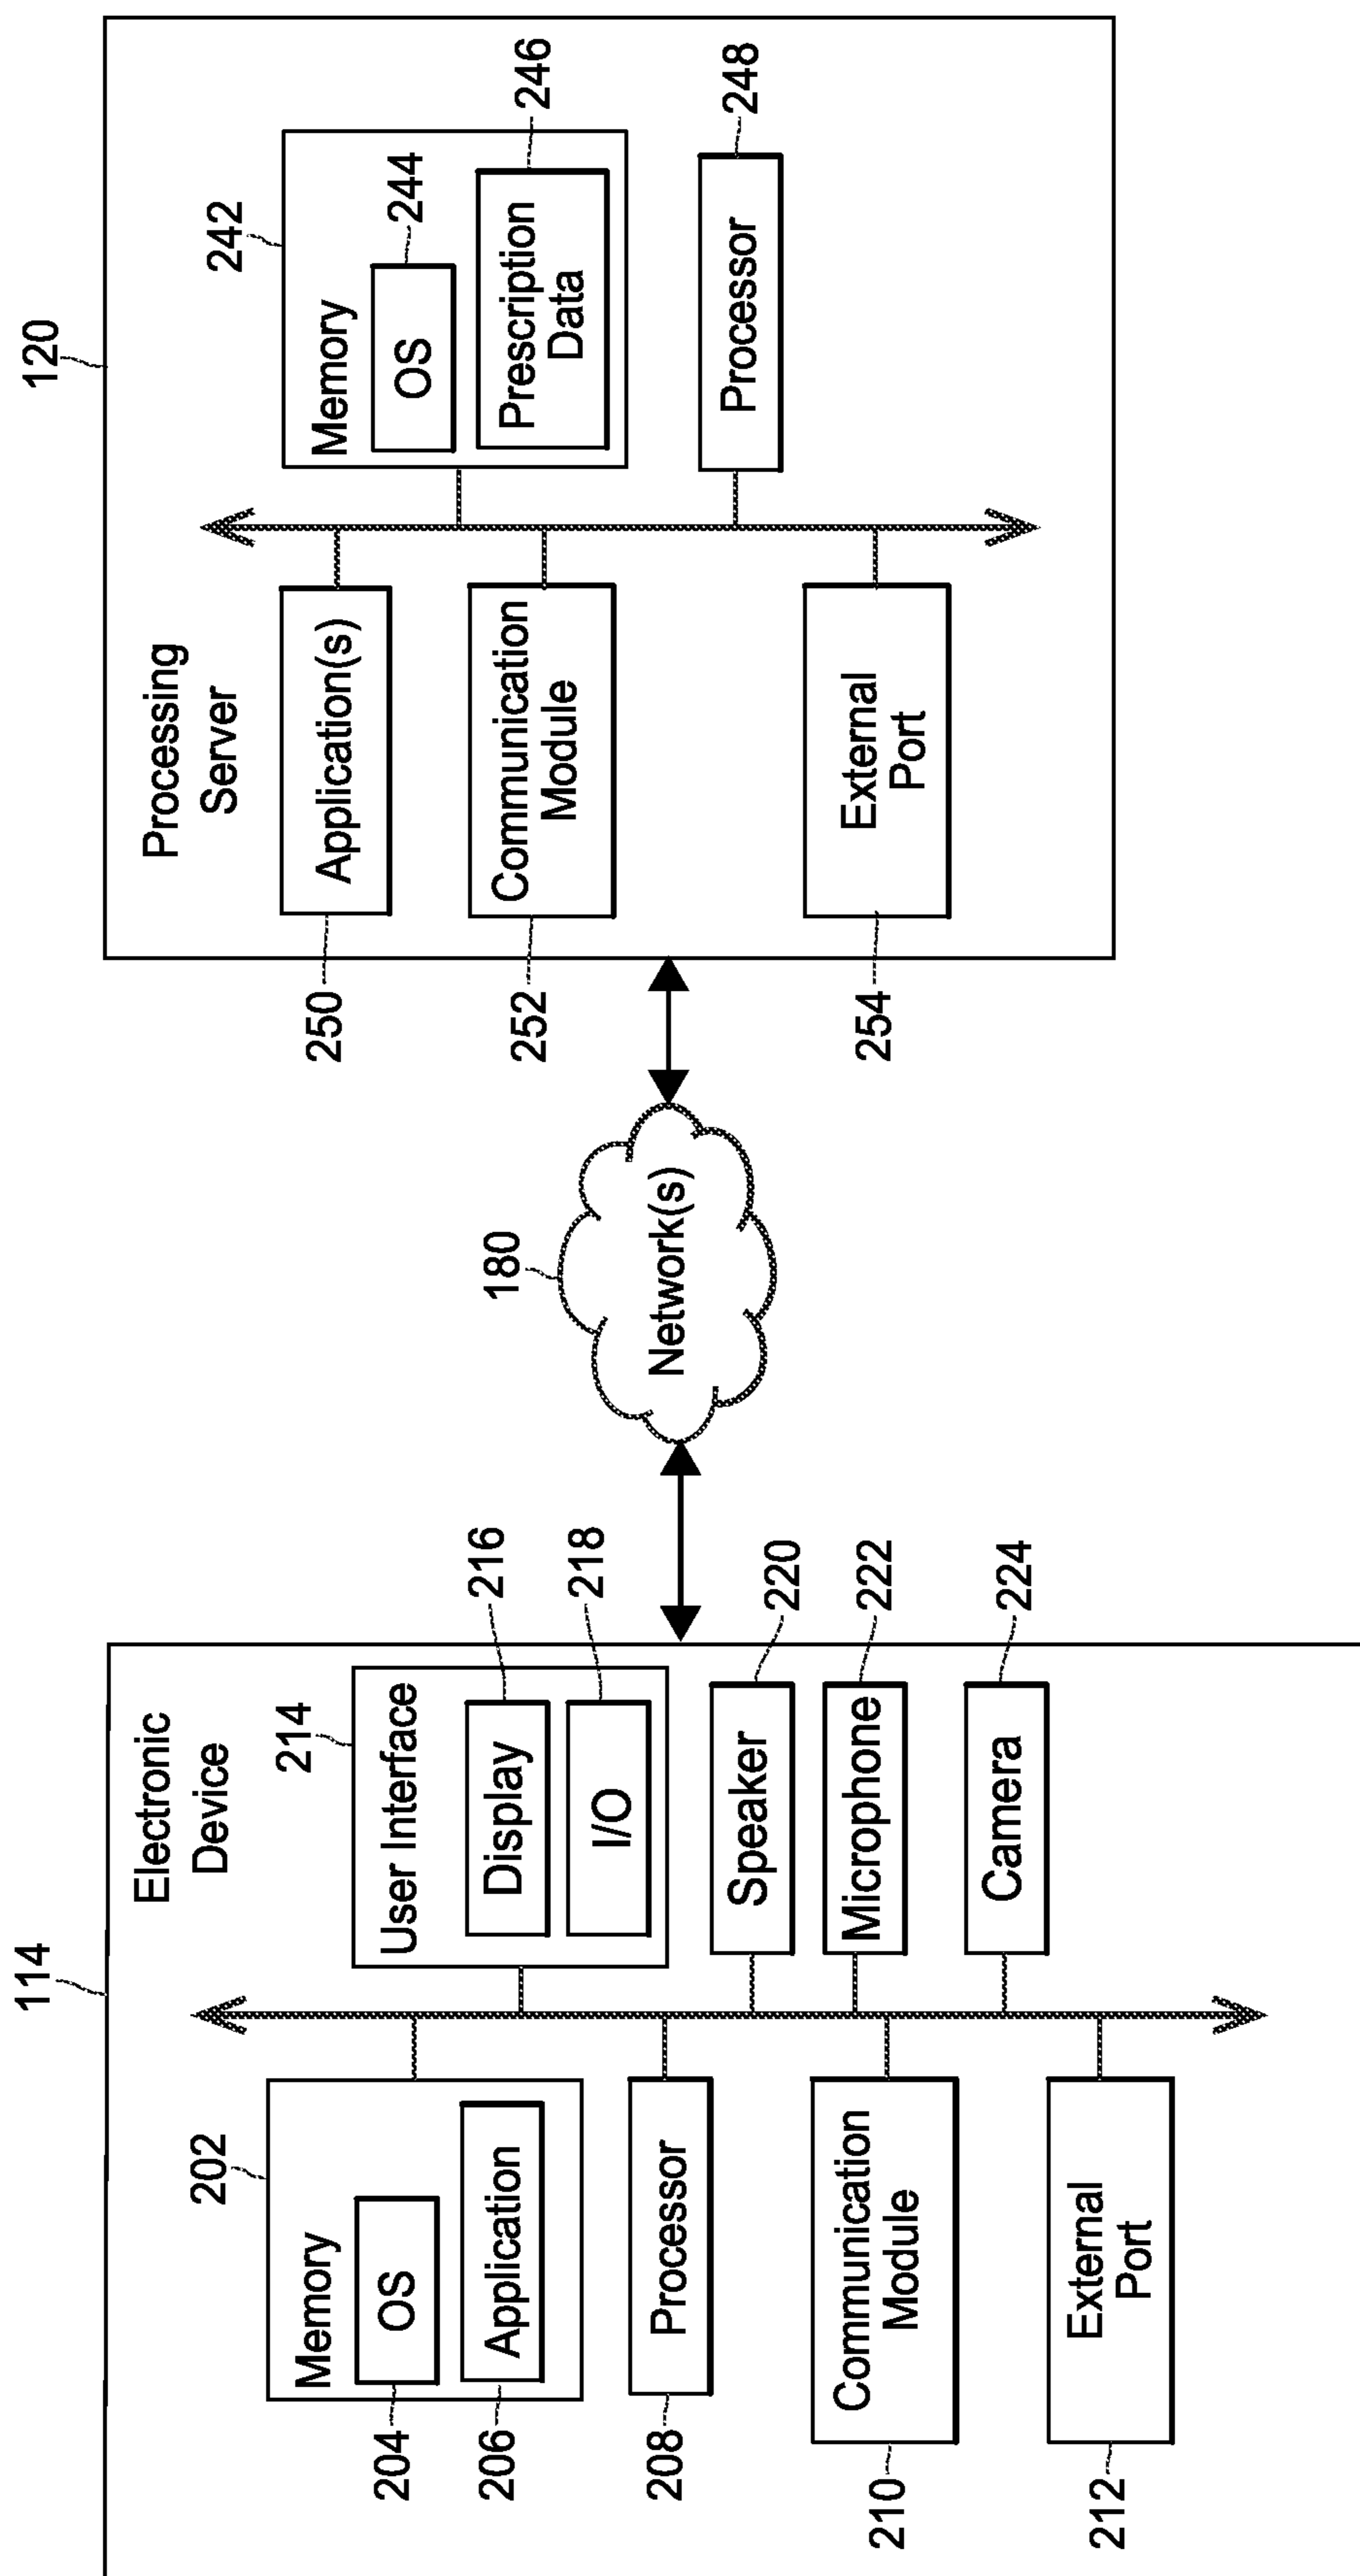 114
Electronic
Device
202
Memory
OS
204
Application
206
Processor
208
Communication
Module
210
External
Port
212
214
User Interface
Display
216
I/O
218
Speaker
220
Microphone
222
Camera
224
180
Network(s)
120
Processing
Server
Application(s)
250
Communication
Module
252
External
Port
254
242
Memory
OS
244
Prescription
Data
246
Processor
248